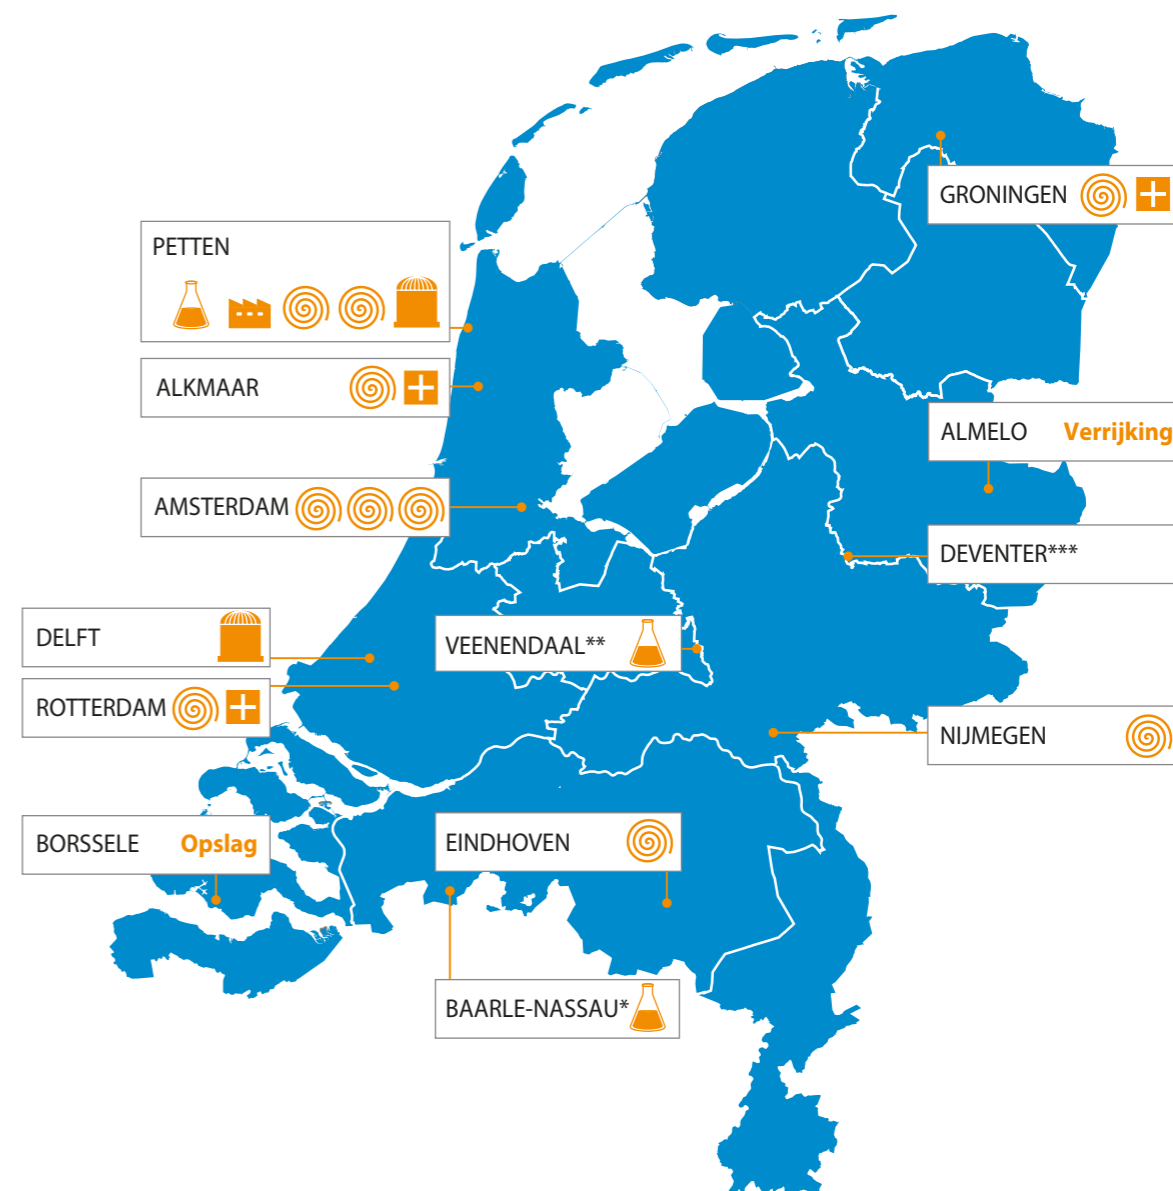 GRONINGEN
PETTEN
ALKMAAR
ALMELO Verrijking
AMSTERDAM
DEVENTER***
DELFT
VEENENDAAL**
ROTTERDAM
NIJMEGEN
BORSSELE Opslag
EINDHOVEN
BAARLE-NASSAU*